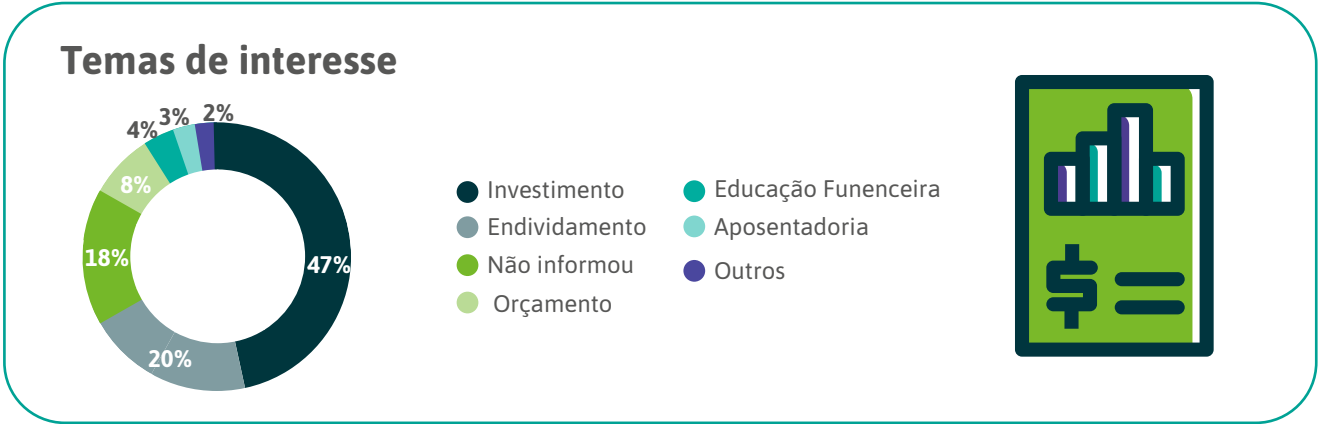 Temas de interesse
4%
3%
2%
8%
18%
47%
20%
Investimento
Endividamento
Não informou
Orçamento
Educação Funenceira
Aposentadoria
Outros
$